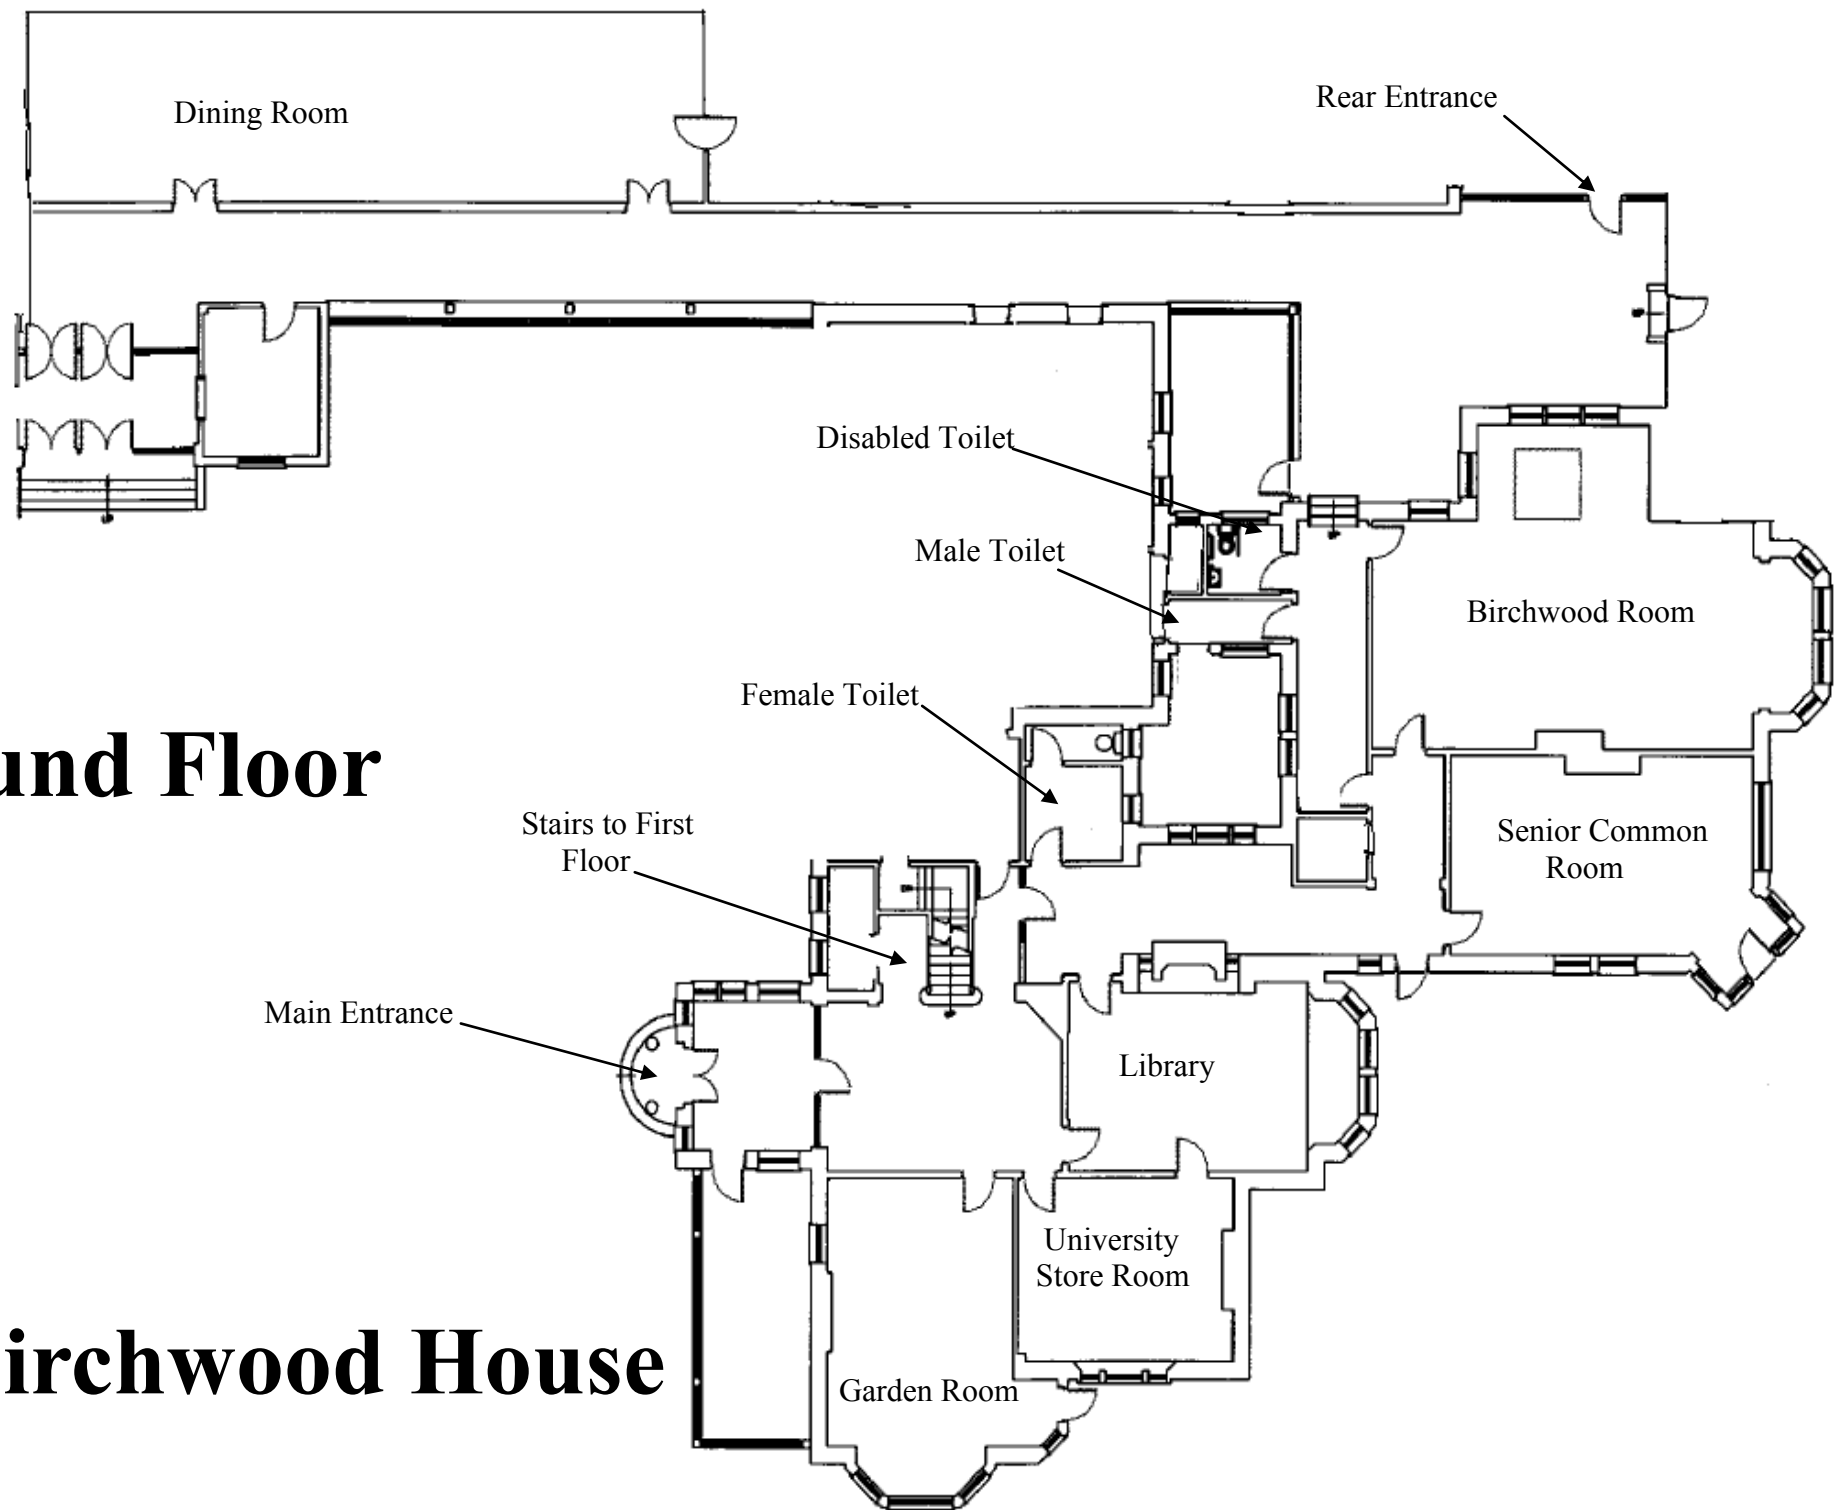 Dining Room
Rear Entrance
Disabled Toilet
Male Toilet
Birchwood Room
Female Toilet
und Floor
Stairs to First
Floor
Senior Common
Room
Main Entrance
Library
University
Store Room
irchwood House
Garden Room